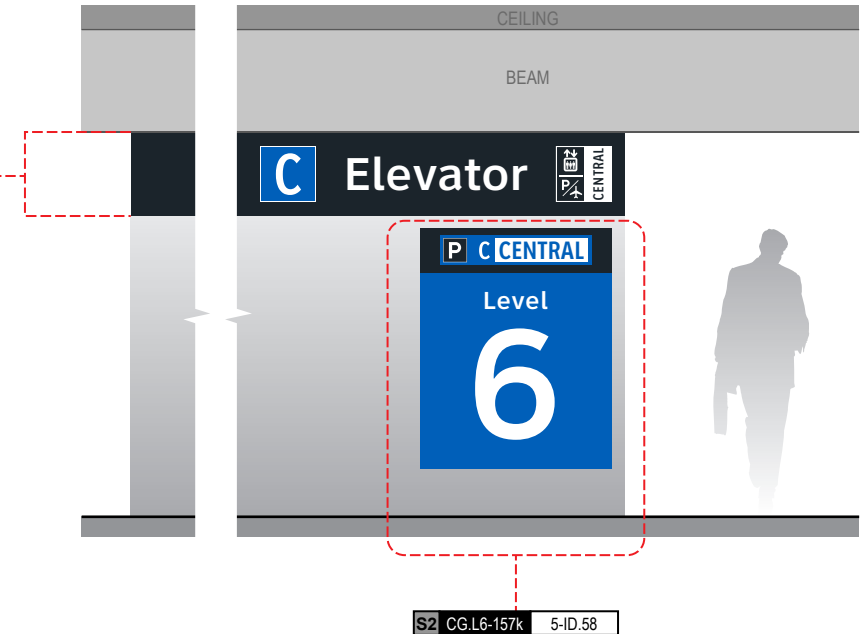 CEILING
BEAM
C Elevator
P
CENTRAL
P C CENTRAL
Level
6
S2 CG.L6-157k 5-ID.58